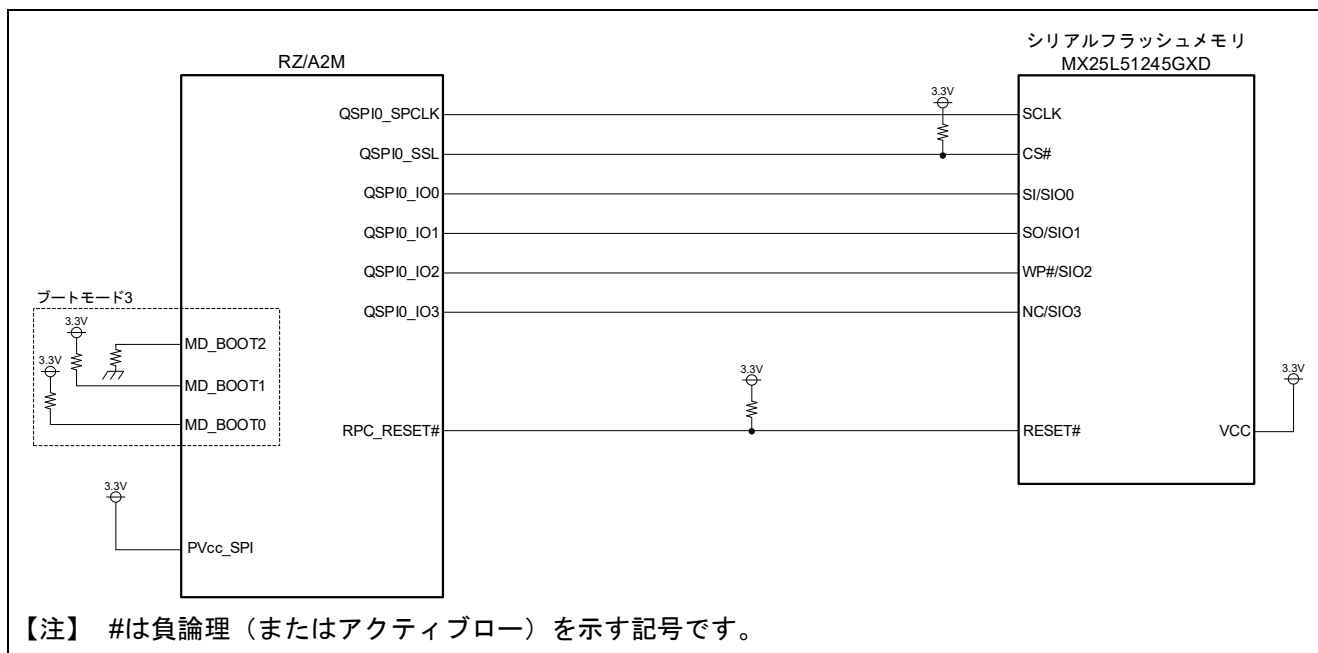 シリアルフラッシュメモリ
RZ/A2M
MX25L51245GXD
3.3V
QSPI0_SPCLK
SCLK
QSPI0_SSL
CS#
QSPI0_IO0
SI/SIO0
QSPI0_IO1
SO/SIO1
QSPI0_IO2
WP#/SIO2
QSPI0_IO3
NC/SIO3
ブートモード3
3.3V
MD_BOOT2
3.3V
MD_BOOT1
MD_BOOT0
3.3V
RPC_RESET#
RESET#
3.3V
VCC
3.3V
PVcc_SPI
【注】 #は負論理（またはアクティブロー）を示す記号です。